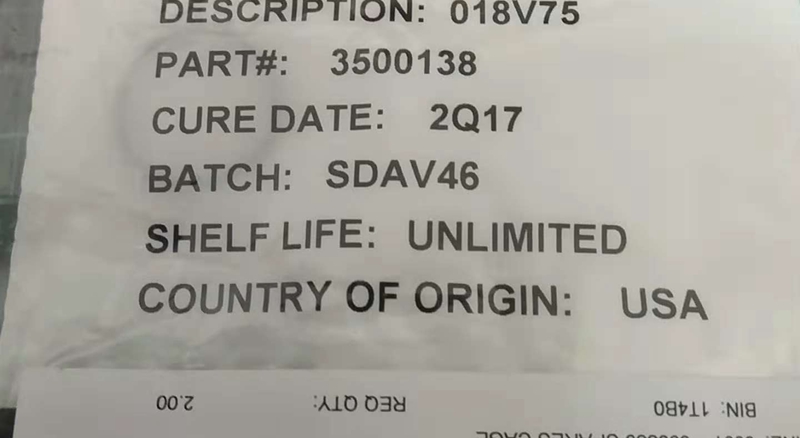 DESCRIPTION: 018V75
PART#: 3500138
CURE DATE: 2Q17
BATCH: SDAV46
SHELF LIFE: UNLIMITED
COUNTRY OF ORIGIN: USA
BIN: 1T4B0 REQ QTY: 2.00